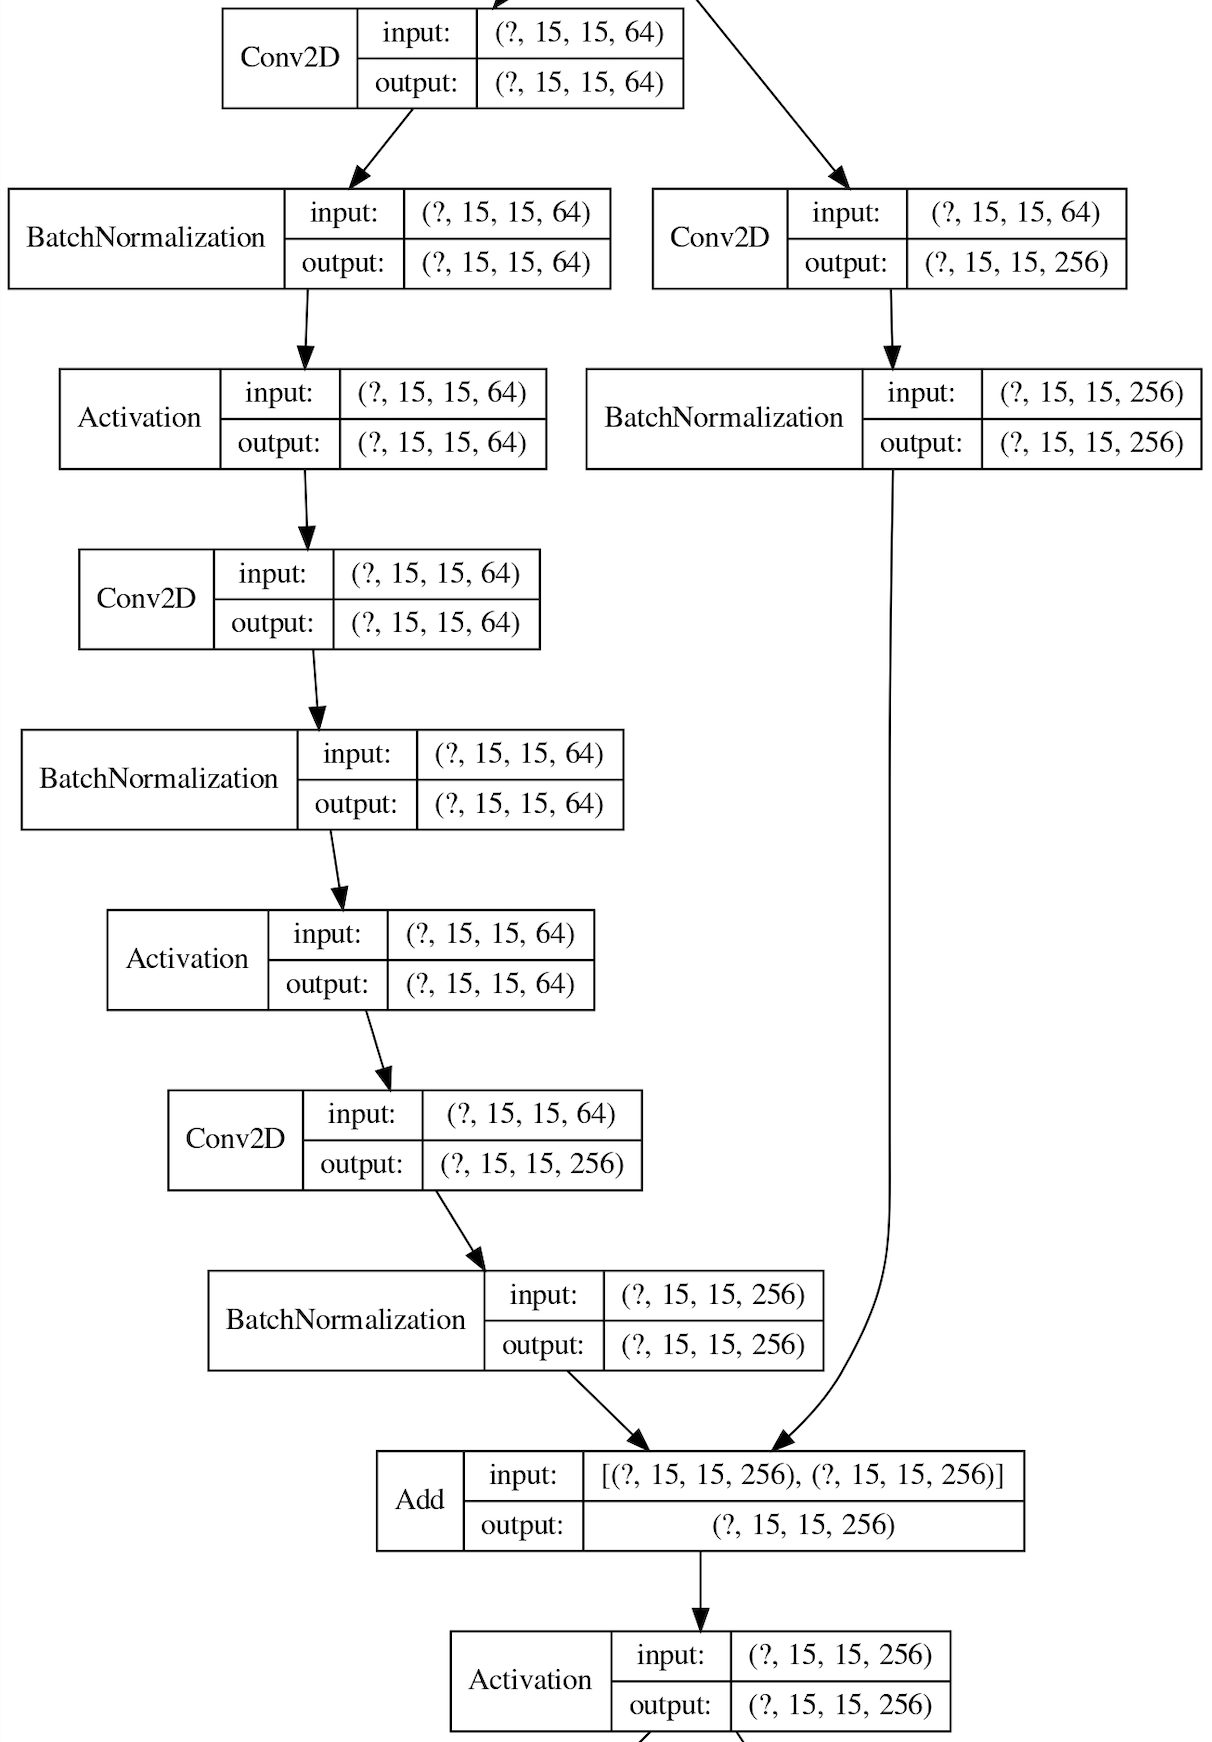 Conv2D
input:
(?, 15, 15, 64)
output:
(?, 15, 15, 64)
BatchNormalization
input:
(?, 15, 15, 64)
output:
(?, 15, 15, 64)
Conv2D
input:
(?, 15, 15, 64)
output:
(?, 15, 15, 256)
Activation
input:
(?, 15, 15, 64)
output:
(?, 15, 15, 64)
BatchNormalization
input:
(?, 15, 15, 256)
output:
(?, 15, 15, 256)
Conv2D
input:
(?, 15, 15, 64)
output:
(?, 15, 15, 64)
BatchNormalization
input:
(?, 15, 15, 64)
output:
(?, 15, 15, 64)
Activation
input:
(?, 15, 15, 64)
output:
(?, 15, 15, 64)
Conv2D
input:
(?, 15, 15, 64)
output:
(?, 15, 15, 256)
BatchNormalization
input:
(?, 15, 15, 256)
output:
(?, 15, 15, 256)
Add
input:
[(?, 15, 15, 256), (?, 15, 15, 256)]
output:
(?, 15, 15, 256)
Activation
input:
(?, 15, 15, 256)
output:
(?, 15, 15, 256)